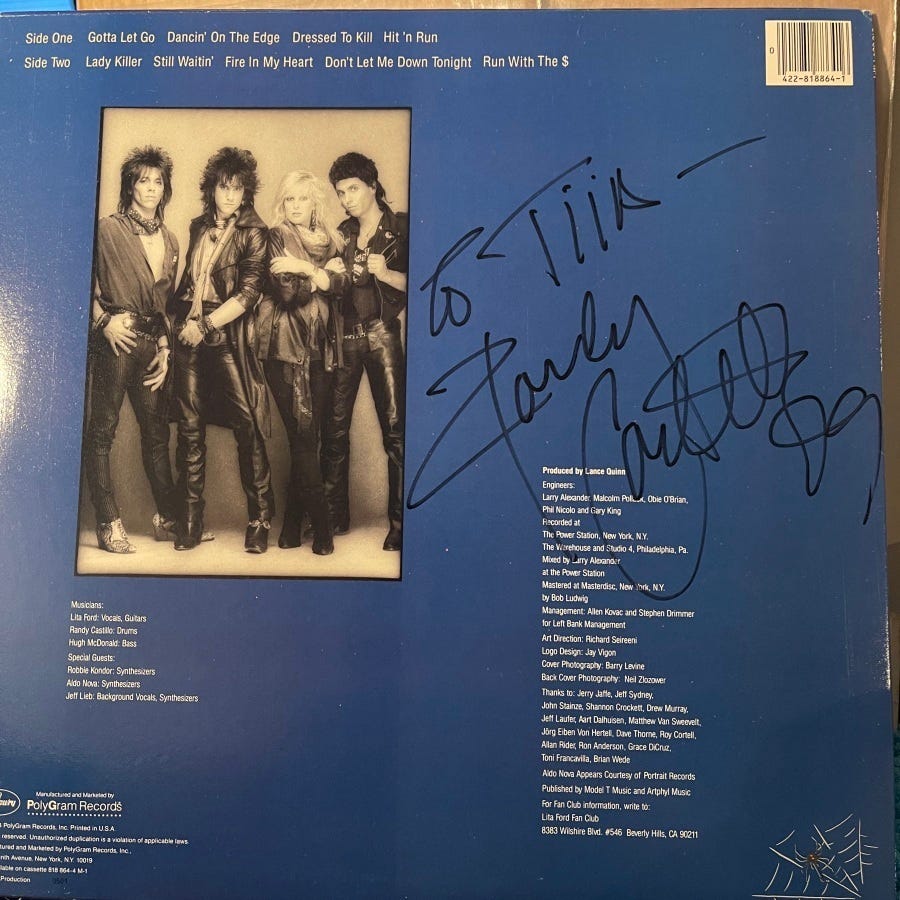 Side One Gotta Let Go Dancin' On The Edge Dressed To Kill Hit 'n Run
Side Two Lady Killer Still Waitin' Fire In My Heart Don't Let Me Down Tonight Run With The $
0
422-818864-1
to Tiia —
Randy
Castillo 89
Produced by Lance Quinn
Engineers:
Larry Alexander, Malcolm Pollack, Obie O'Brian,
Phil Nicolo and Gary King
Recorded at
The Power Station, New York, N.Y.
The Warehouse and Studio 4, Philadelphia, Pa.
Mixed by Larry Alexander
at the Power Station
Mastered at Masterdisc, New York, N.Y.
by Bob Ludwig
Management: Allen Kovac and Stephen Drimmer
for Left Bank Management
Art Direction: Richard Seireeni
Logo Design: Jay Vigon
Cover Photography: Barry Levine
Back Cover Photography: Neil Zlozower
Thanks to: Jerry Jaffe, Jeff Sydney,
John Stainze, Shannon Crockett, Drew Murray,
Jeff Laufer, Aart Dalhuisen, Matthew Van Sweevelt,
Jörg Eiben Von Hertell, Dave Thorne, Roy Cortell,
Allan Rider, Ron Anderson, Grace DiCruz,
Toni Francavilla, Brian Wede
Aldo Nova Appears Courtesy of Portrait Records
Published by Model T Music and Artphyl Music
For Fan Club information, write to:
Lita Ford Fan Club
8383 Wilshire Blvd. #546 Beverly Hills, CA 90211
Musicians:
Lita Ford: Vocals, Guitars
Randy Castillo: Drums
Hugh McDonald: Bass
Special Guests:
Robbie Kondor: Synthesizers
Aldo Nova: Synthesizers
Jeff Lieb: Background Vocals, Synthesizers
Manufactured and Marketed by
PolyGram Records
PolyGram Records, Inc. Printed in U.S.A.
reserved. Unauthorized duplication is a violation of applicable laws.
and Marketed by PolyGram Records, Inc.,
Avenue, New York, N.Y. 10019
on cassette 818 864-4 M-1
Production